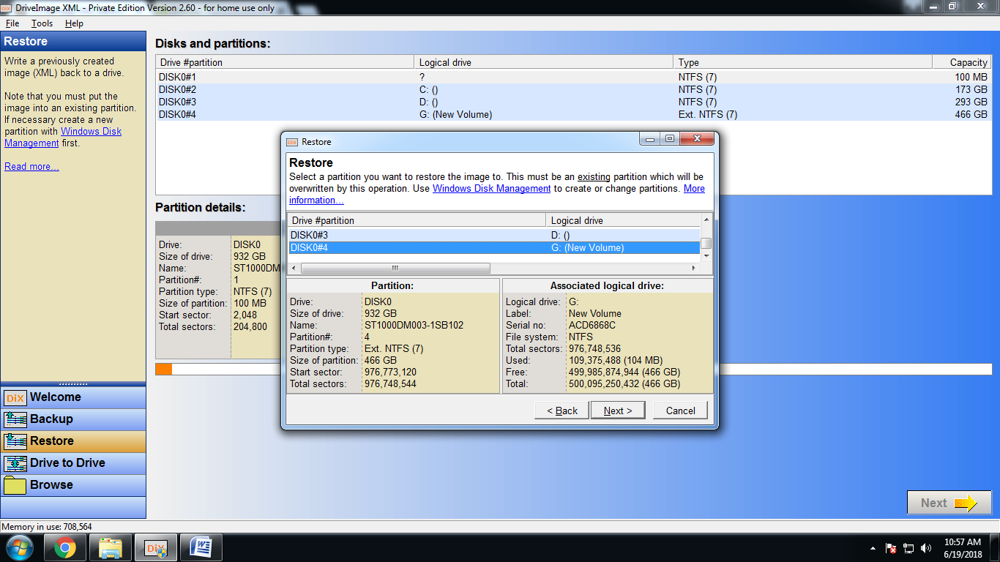 DiX DriveImage XML - Private Edition Version 2.60 - for home use only
File Tools Help
Restore
Write a previously created
image (XML) back to a drive.
Note that you must put the
image into an existing partition.
If necessary create a new
partition with Windows Disk
Management first.
Read more...
DiX Welcome
Backup
Restore
Drive to Drive
Browse
Disks and partitions:
Drive #partition Logical drive Type Capacity
DISK0#1 ? NTFS (7) 100 MB
DISK0#2 C: () NTFS (7) 173 GB
DISK0#3 D: () NTFS (7) 293 GB
DISK0#4 G: (New Volume) Ext. NTFS (7) 466 GB
Partition details:
Drive: DISK0
Size of drive: 932 GB
Name: ST1000DM
Partition#: 1
Partition type: NTFS (7)
Size of partition: 100 MB
Start sector: 2,048
Total sectors: 204,800
DiX Restore
Restore
Select a partition you want to restore the image to. This must be an existing partition which will be
overwritten by this operation. Use Windows Disk Management to create or change partitions. More
information...
Drive #partition Logical drive
DISK0#3 D: ()
DISK0#4 G: (New Volume)
Partition:
Drive: DISK0
Size of drive: 932 GB
Name: ST1000DM003-1SB102
Partition#: 4
Partition type: Ext. NTFS (7)
Size of partition: 466 GB
Start sector: 976,773,120
Total sectors: 976,748,544
Associated logical drive:
Logical drive: G:
Label: New Volume
Serial no: ACD6868C
File system: NTFS
Total sectors: 976,748,536
Used: 109,375,488 (104 MB)
Free: 499,985,874,944 (466 GB)
Total: 500,095,250,432 (466 GB)
< Back Next > Cancel
Next
Memory in use: 708,564
DiX
W
10:57 AM
6/19/2018